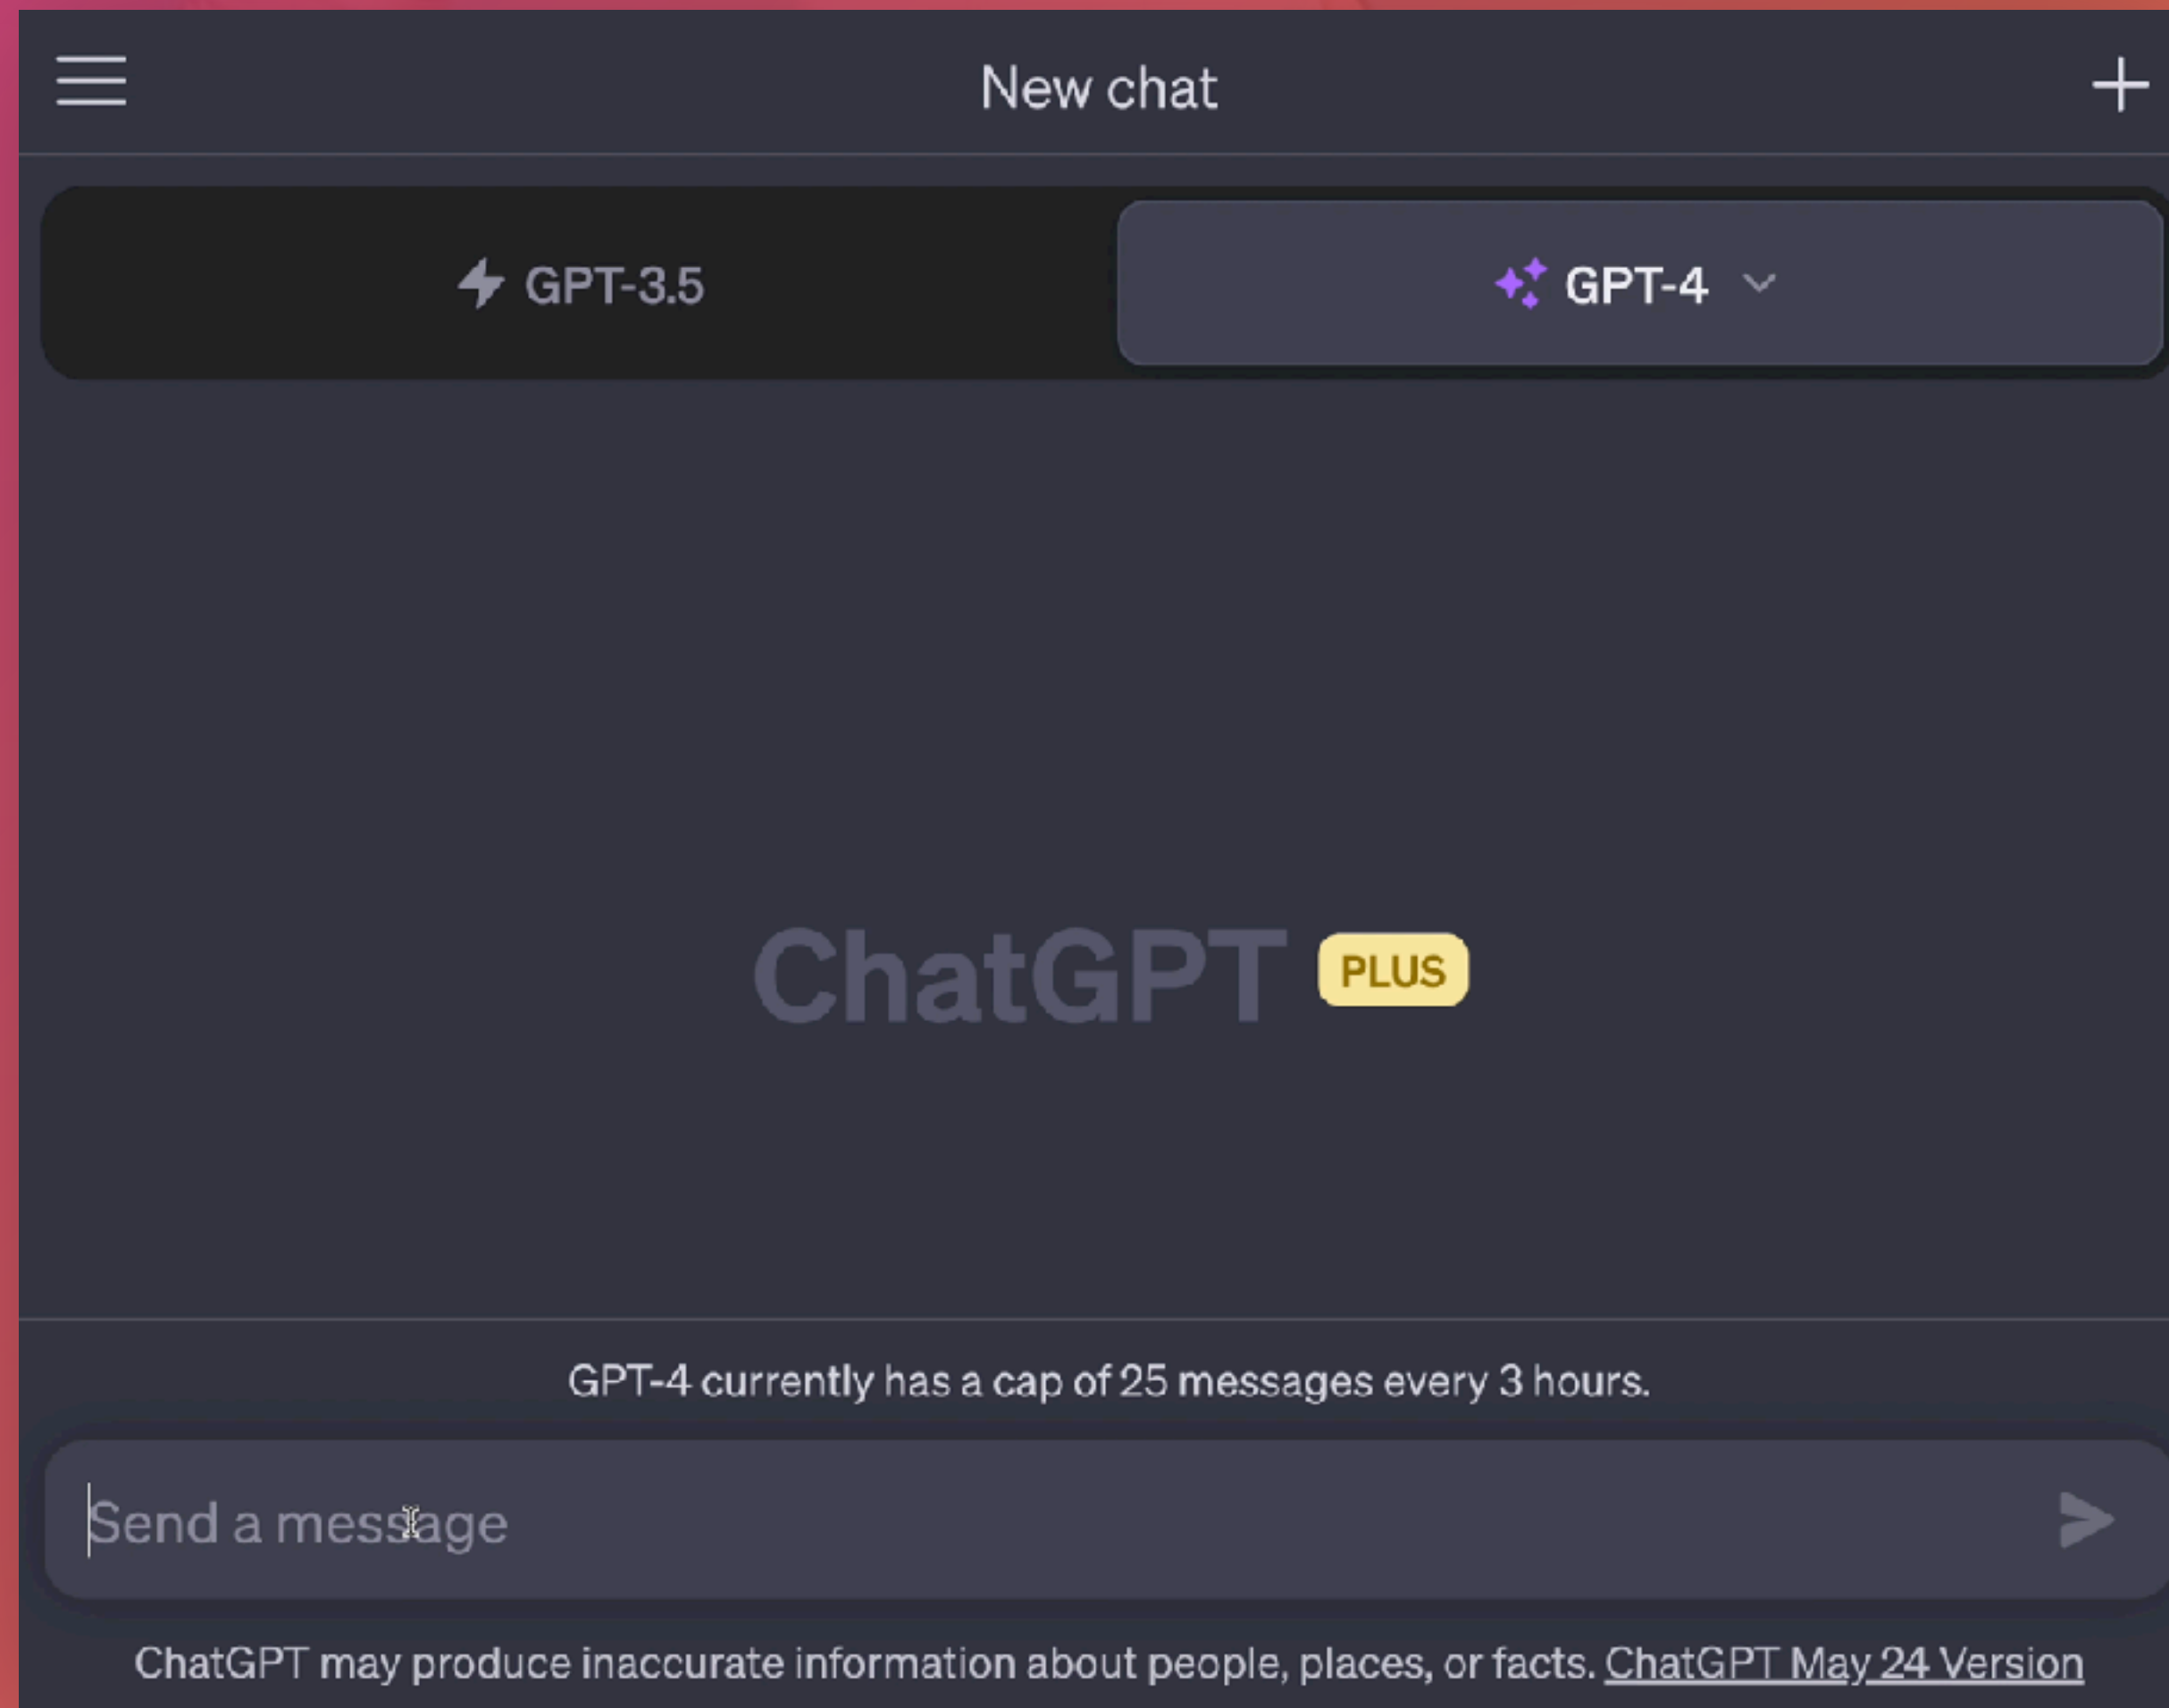 New chat
GPT-3.5
GPT-4
ChatGPT PLUS
GPT-4 currently has a cap of 25 messages every 3 hours.
Send a message
ChatGPT may produce inaccurate information about people, places, or facts. ChatGPT May 24 Version